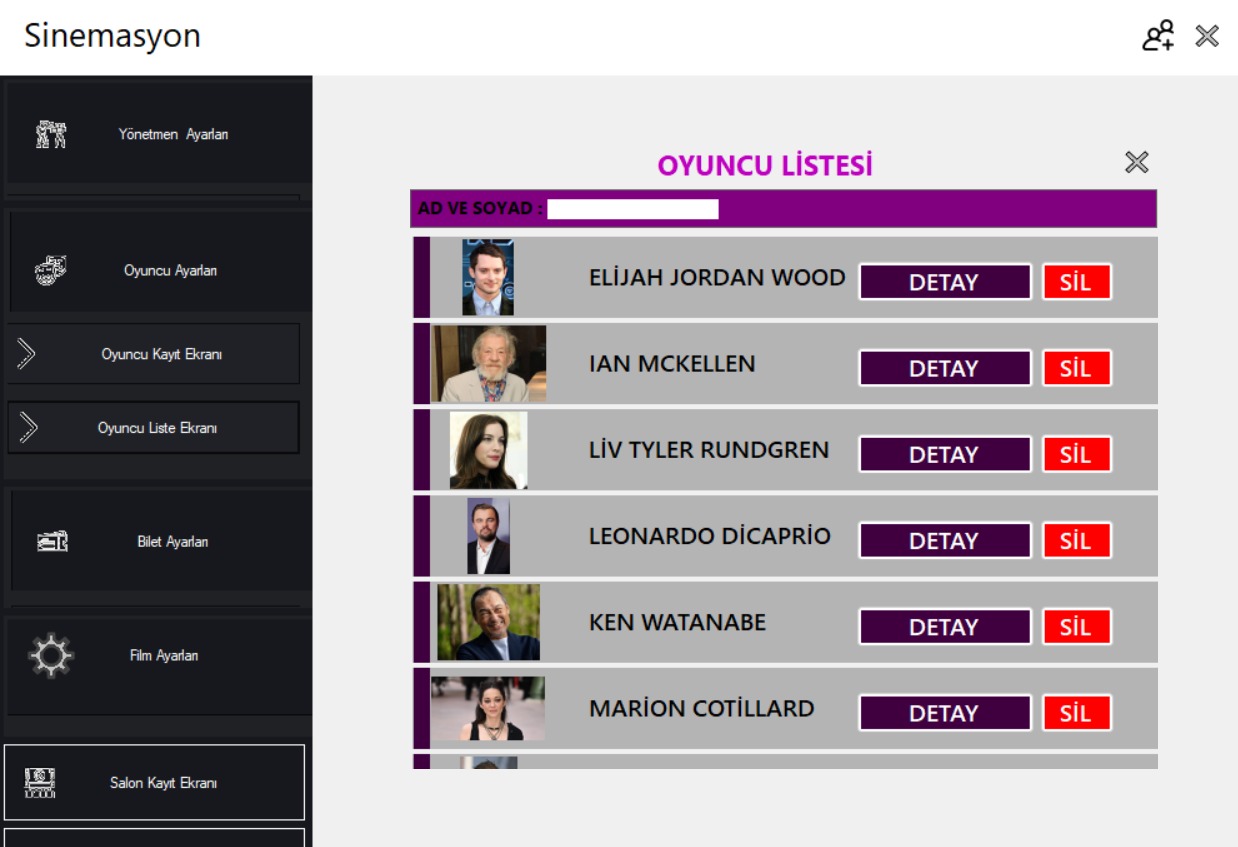 Sinemasyon
Yönetmen Ayarları
Oyuncu Ayarları
Oyuncu Kayıt Ekranı
Oyuncu Liste Ekranı
Bilet Ayarları
Film Ayarları
Salon Kayıt Ekranı
OYUNCU LİSTESİ
AD VE SOYAD :
ELİJAH JORDAN WOOD DETAY SİL
IAN MCKELLEN DETAY SİL
LİV TYLER RUNDGREN DETAY SİL
LEONARDO DİCAPRİO DETAY SİL
KEN WATANABE DETAY SİL
MARİON COTİLLARD DETAY SİL